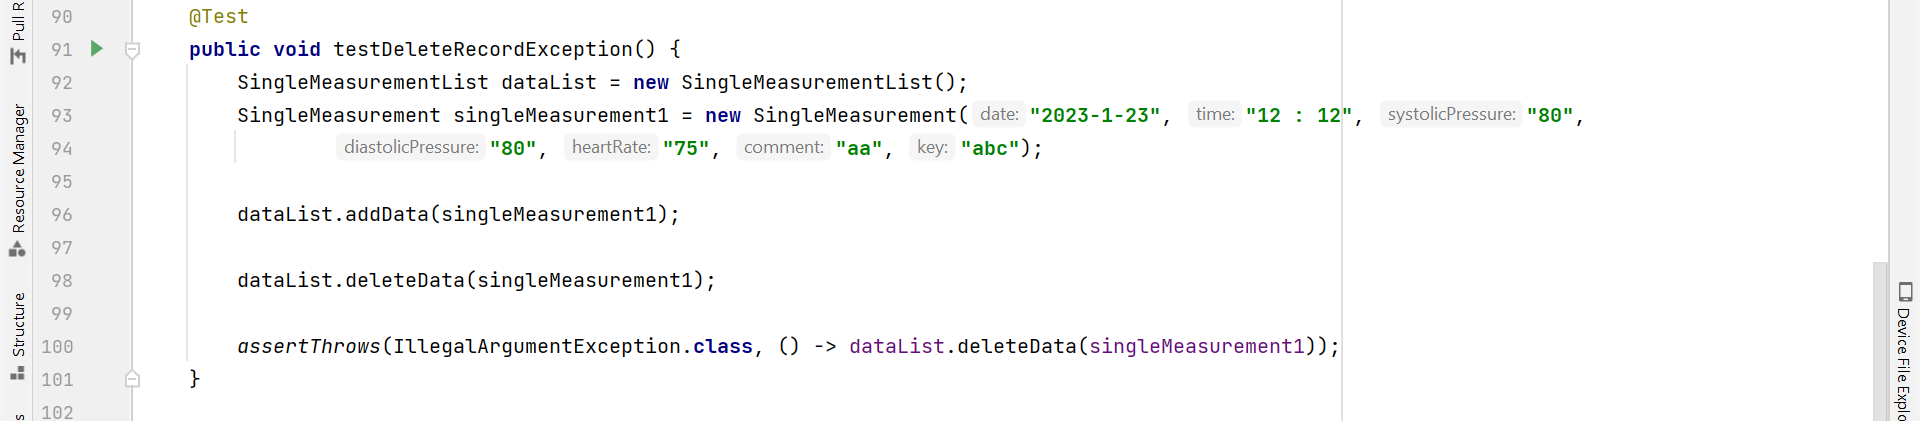 Pull R
Resource Manager
Structure
s
90 @Test
91 public void testDeleteRecordException() {
92 SingleMeasurementList dataList = new SingleMeasurementList();
93 SingleMeasurement singleMeasurement1 = new SingleMeasurement( date: "2023-1-23", time: "12 : 12", systolicPressure: "80",
94 diastolicPressure: "80", heartRate: "75", comment: "aa", key: "abc");
95
96 dataList.addData(singleMeasurement1);
97
98 dataList.deleteData(singleMeasurement1);
99
100 assertThrows(IllegalArgumentException.class, () -> dataList.deleteData(singleMeasurement1));
101 }
102
Device File Explo